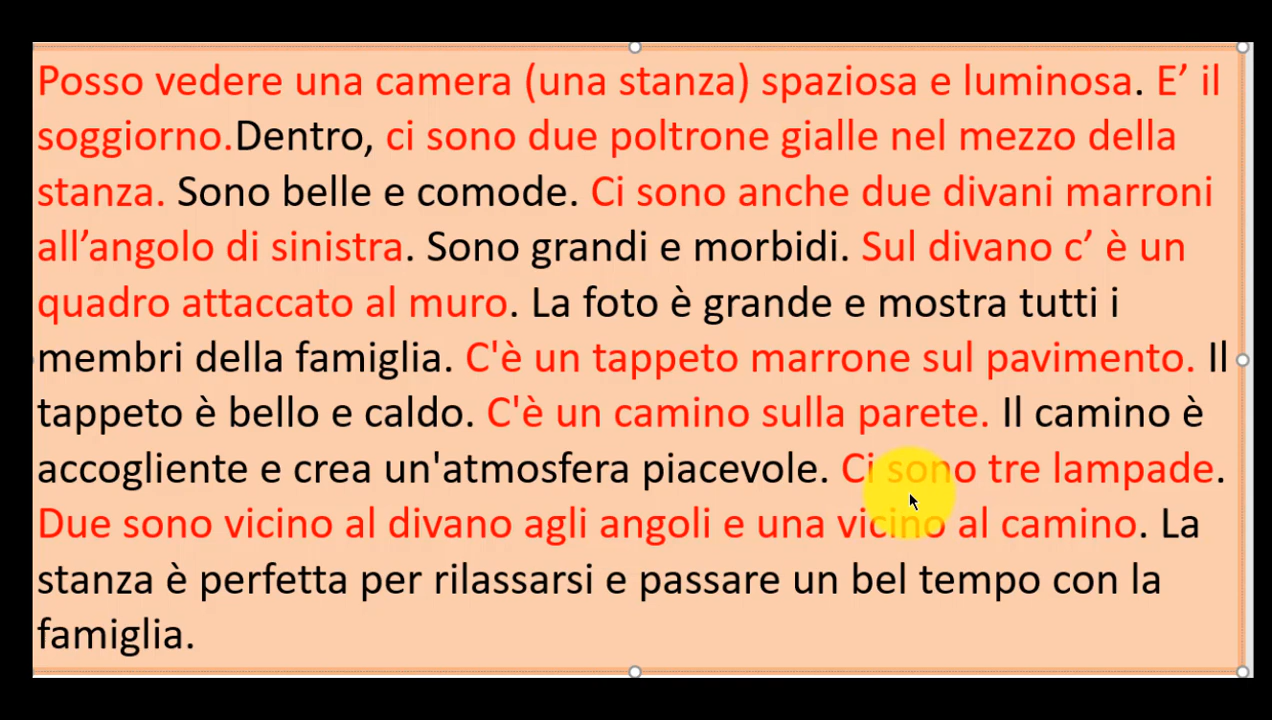 Posso vedere una camera (una stanza) spaziosa e luminosa. E’ il
soggiorno.Dentro, ci sono due poltrone gialle nel mezzo della
stanza. Sono belle e comode. Ci sono anche due divani marroni
all’angolo di sinistra. Sono grandi e morbidi. Sul divano c’ è un
quadro attaccato al muro. La foto è grande e mostra tutti i
membri della famiglia. C'è un tappeto marrone sul pavimento. Il
tappeto è bello e caldo. C'è un camino sulla parete. Il camino è
accogliente e crea un'atmosfera piacevole. Ci sono tre lampade.
Due sono vicino al divano agli angoli e una vicino al camino. La
stanza è perfetta per rilassarsi e passare un bel tempo con la
famiglia.